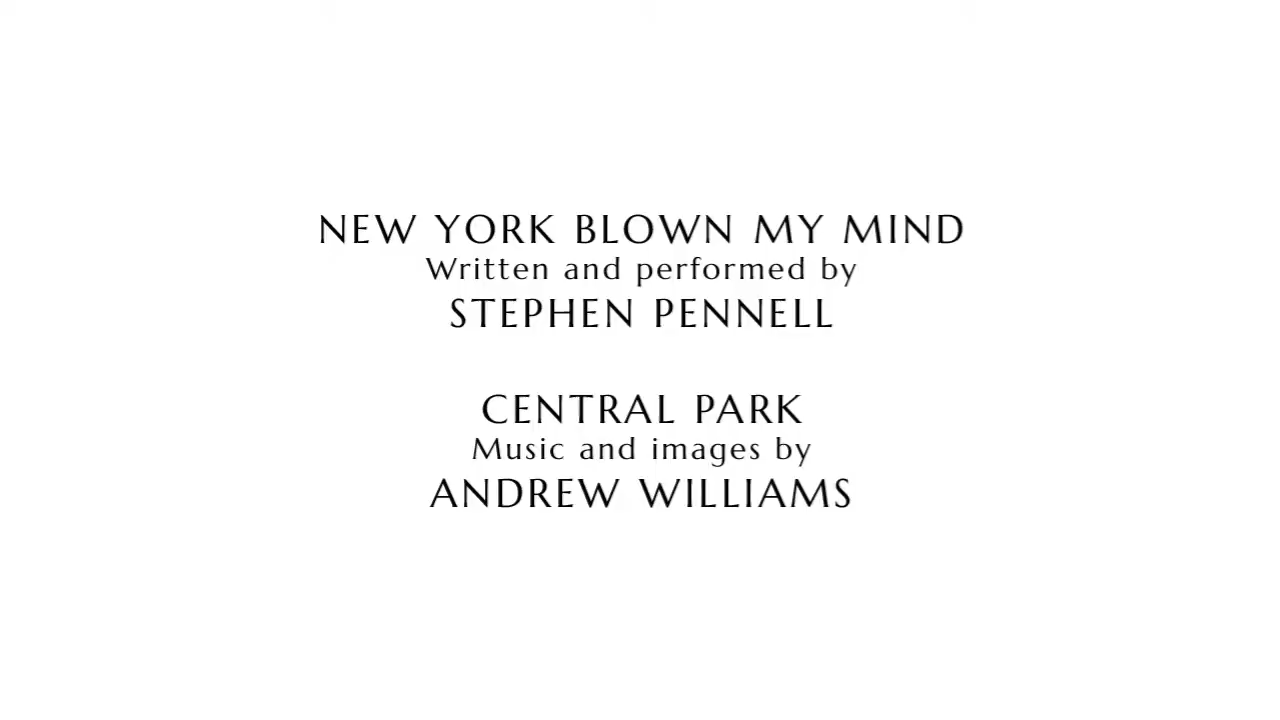 NEW YORK BLOWN MY MIND
Written and performed by
STEPHEN PENNELL
CENTRAL PARK
Music and images by
ANDREW WILLIAMS